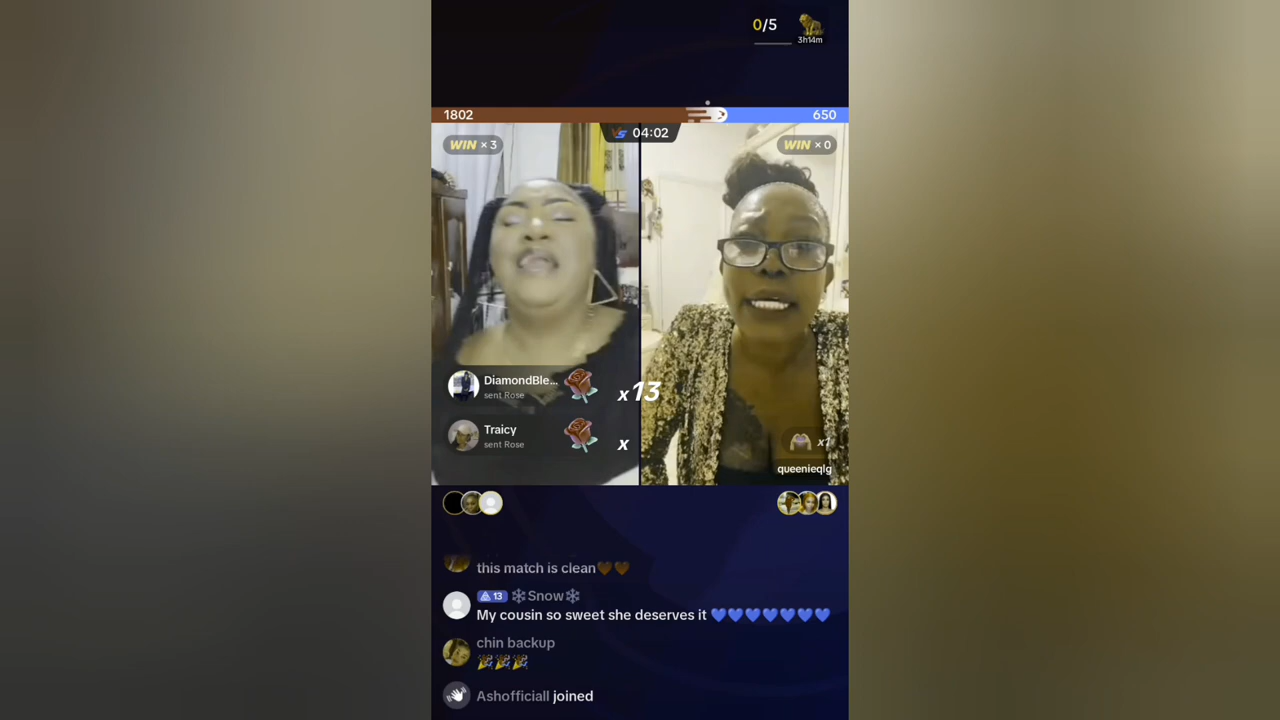 0/5
3h14m
1802
650
VS 04:02
WIN × 3
WIN × 0
DiamondBle...
sent Rose
x13
Traicy
sent Rose
x
x1
queenieqlg
this match is clean🧡🧡
13 ❄Snow❄
My cousin so sweet she deserves it 💙💙💙💙💙💙💙
chin backup
🎉🎉🎉
Ashofficiall joined